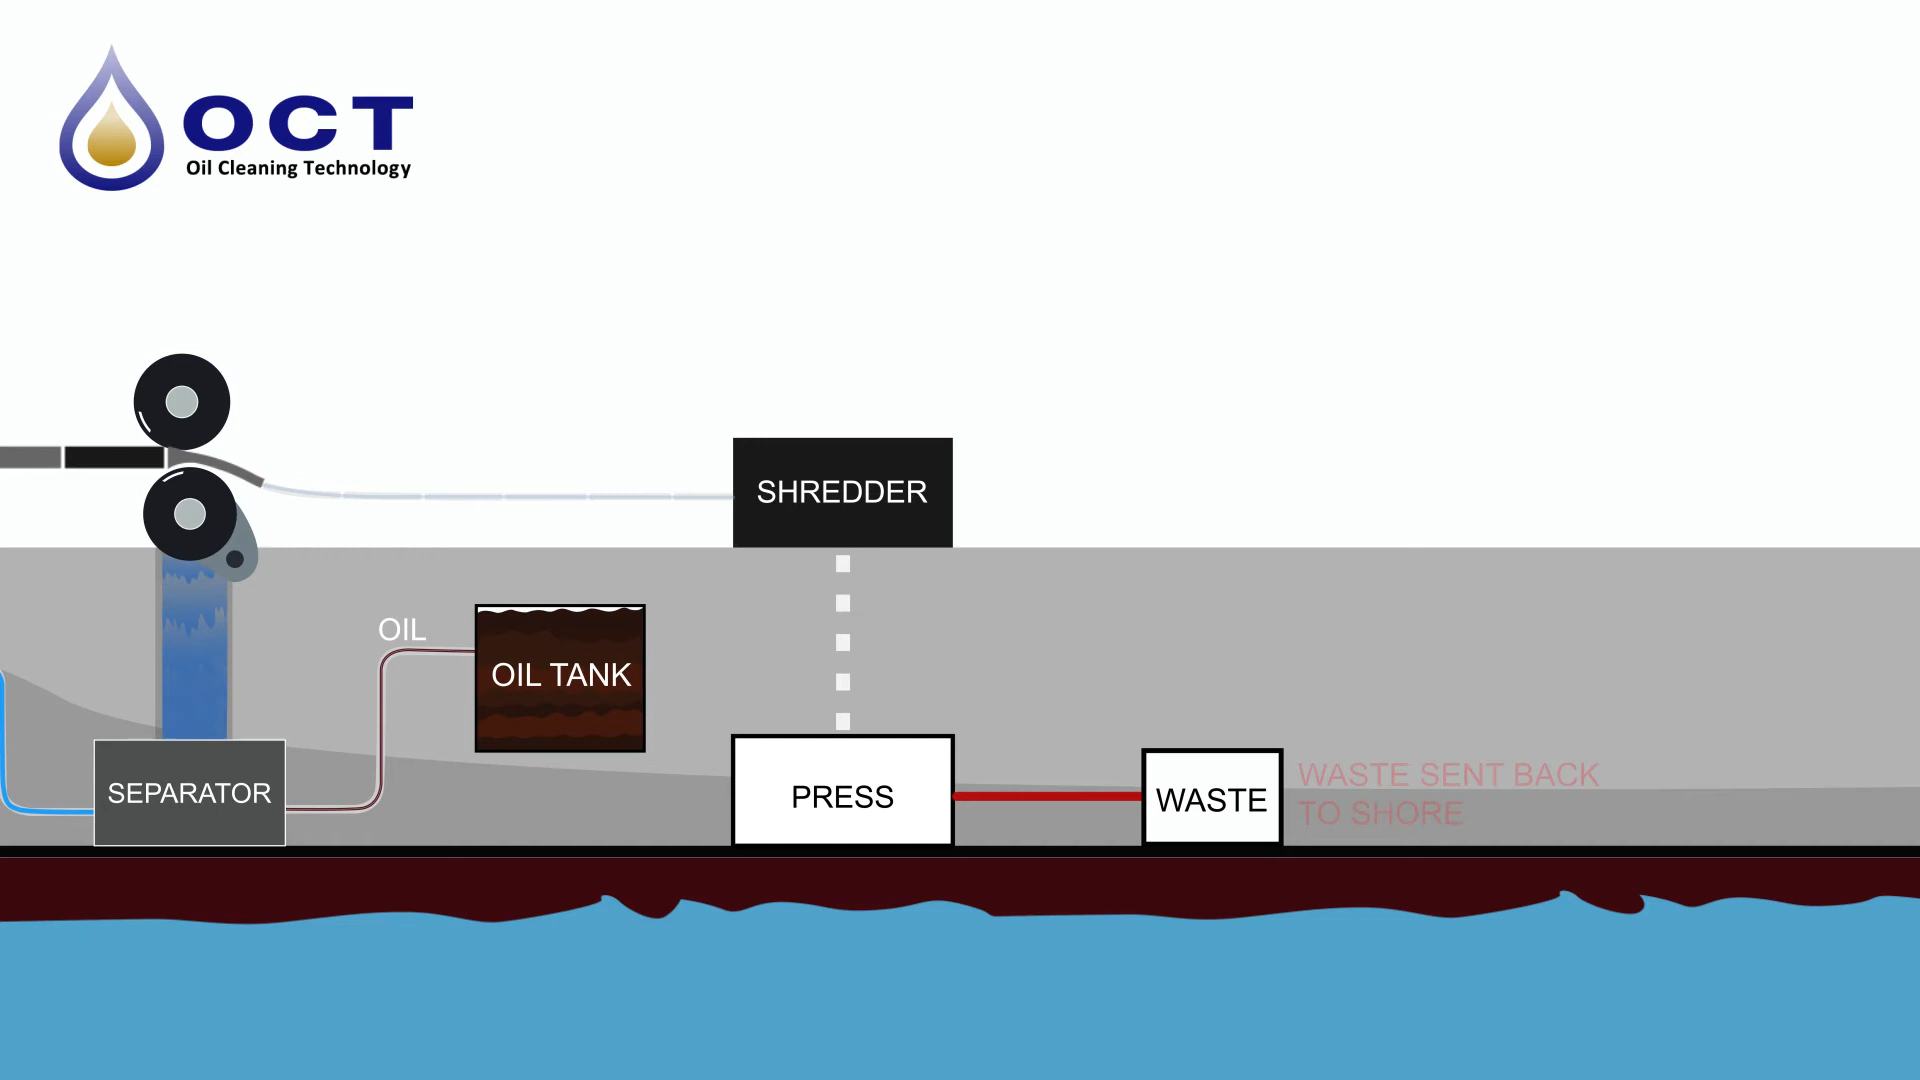 OCT
Oil Cleaning Technology
SHREDDER
OIL
OIL TANK
SEPARATOR
PRESS
WASTE
WASTE SENT BACK
TO SHORE